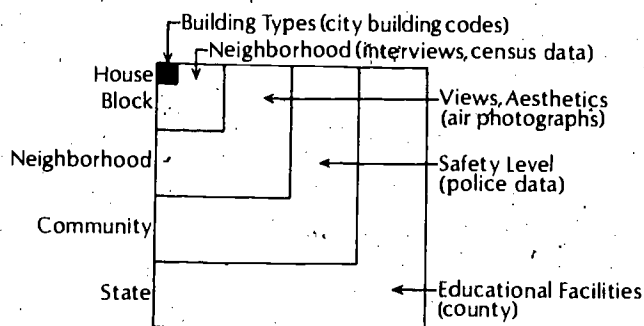 Building Types (city building codes)
Neighborhood (interviews, census data)
House
Block
Views, Aesthetics
(air photographs)
Neighborhood
Safety Level
(police data)
Community
State
Educational Facilities
(county)